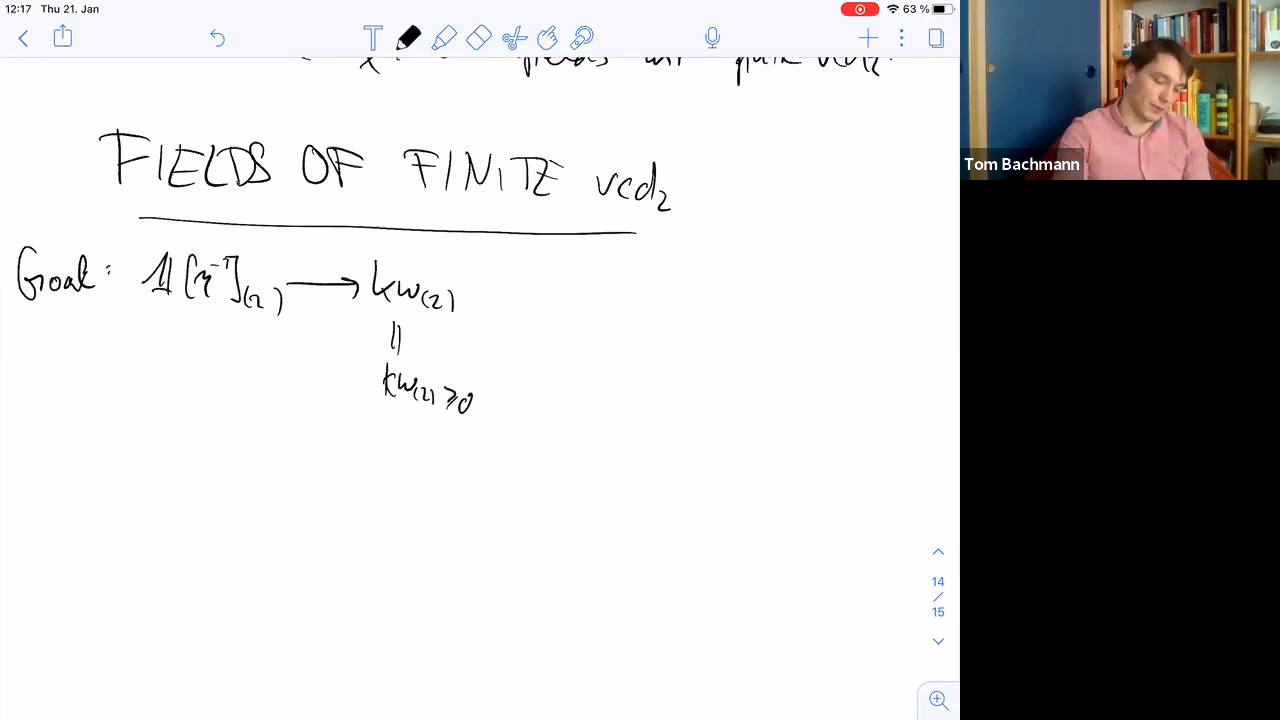 12:17 Thu 21. Jan
63 %
fields
FIELDS OF FINITE vcd₂
Goal: 𝟙[η⁻¹]₍₂₎ ⟶ kw₍₂₎
||
kw₍₂₎ ≥0
14
/
15
Tom Bachmann